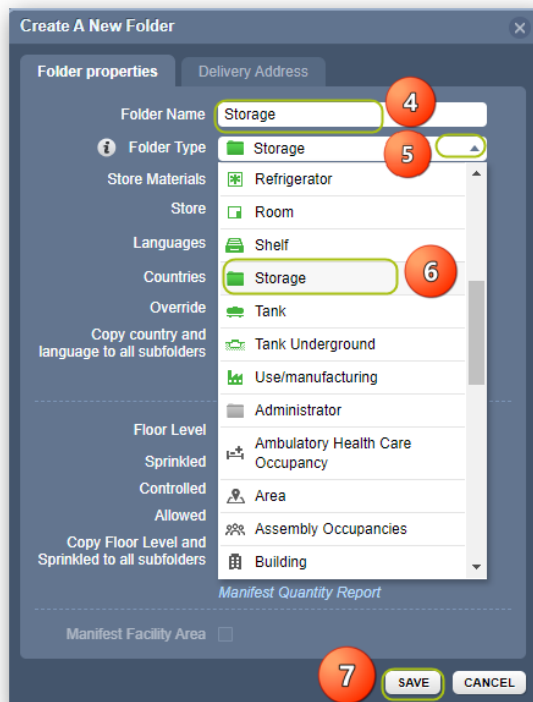 Create A New Folder
Folder properties
Delivery Address
Folder Name
Storage
4
Folder Type
Storage
5
Store Materials
Refrigerator
Store
Room
Languages
Shelf
Countries
Storage
6
Override
Tank
Copy country and
language to all subfolders
Tank Underground
Use/manufacturing
Administrator
Floor Level
Ambulatory Health Care
Occupancy
Sprinkled
Controlled
Area
Allowed
Assembly Occupancies
Copy Floor Level and
Sprinkled to all subfolders
Building
Manifest Quantity Report
Manifest Facility Area
7
SAVE
CANCEL